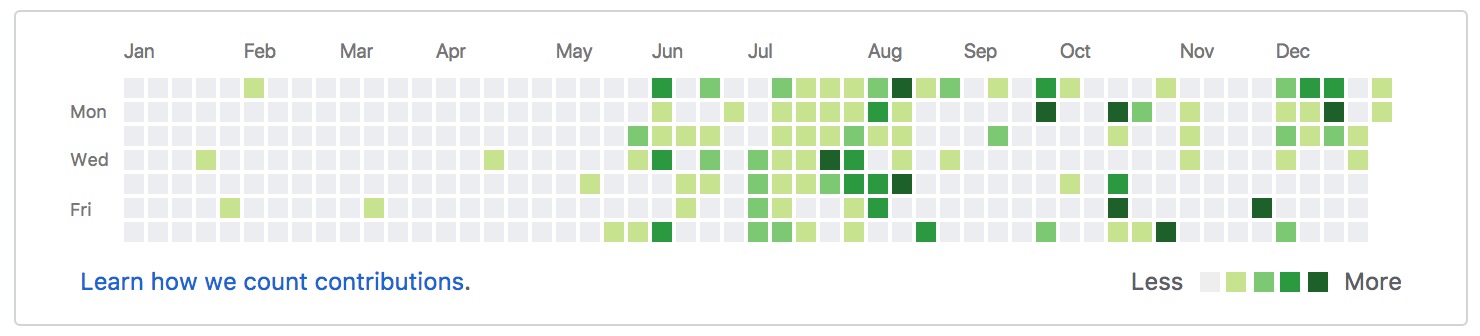 Jan Feb Mar Apr May Jun Jul Aug Sep Oct Nov Dec
Mon
Wed
Fri
Learn how we count contributions. Less More